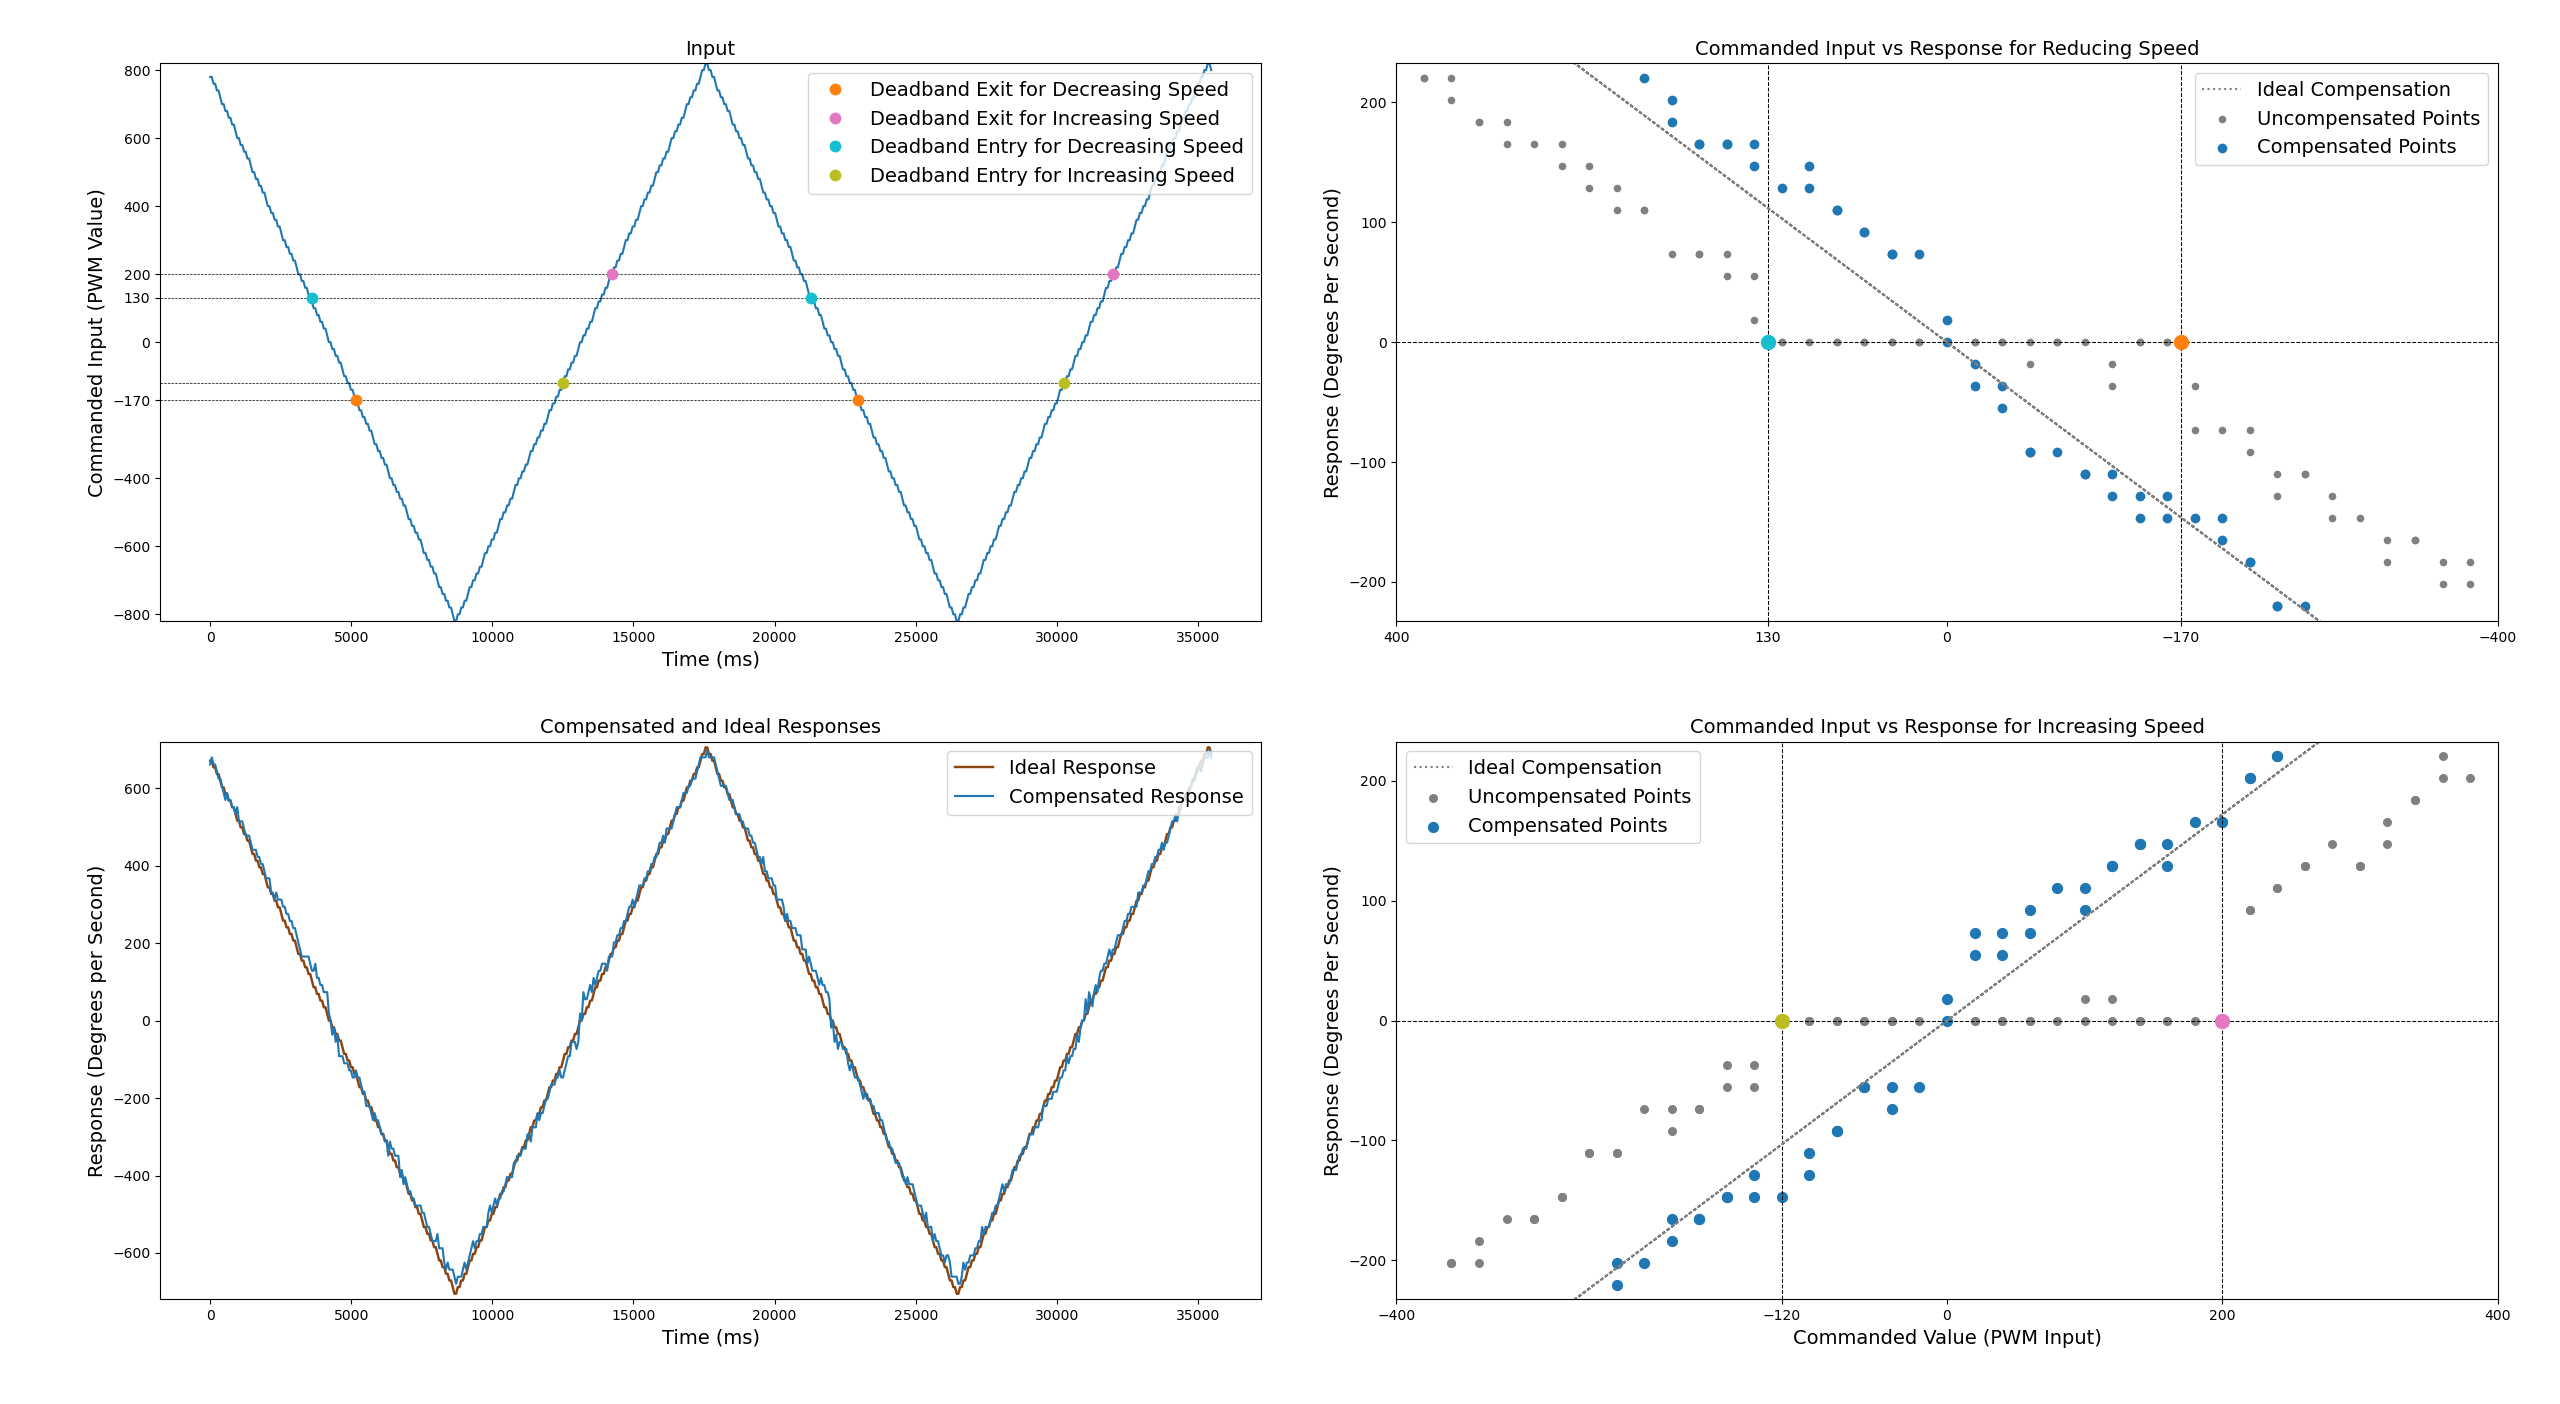 Input
Commanded Input (PWM Value)
800
600
400
200
130
0
−170
−400
−600
−800
Deadband Exit for Decreasing Speed
Deadband Exit for Increasing Speed
Deadband Entry for Decreasing Speed
Deadband Entry for Increasing Speed
0 5000 10000 15000 20000 25000 30000 35000
Time (ms)
Commanded Input vs Response for Reducing Speed
Response (Degrees Per Second)
200
100
0
−100
−200
Ideal Compensation
Uncompensated Points
Compensated Points
400 130 0 −170 −400
Compensated and Ideal Responses
Response (Degrees per Second)
600
400
200
0
−200
−400
−600
Ideal Response
Compensated Response
0 5000 10000 15000 20000 25000 30000 35000
Time (ms)
Commanded Input vs Response for Increasing Speed
Response (Degrees Per Second)
200
100
0
−100
−200
Ideal Compensation
Uncompensated Points
Compensated Points
−400 −120 0 200 400
Commanded Value (PWM Input)